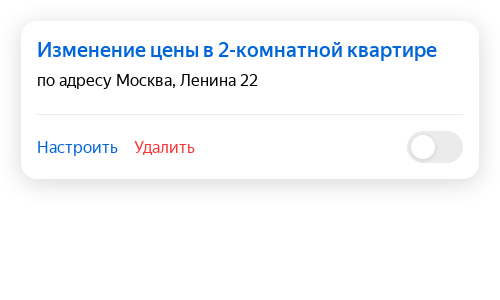 Изменение цены в 2-комнатной квартире
по адресу Москва, Ленина 22
Настроить Удалить